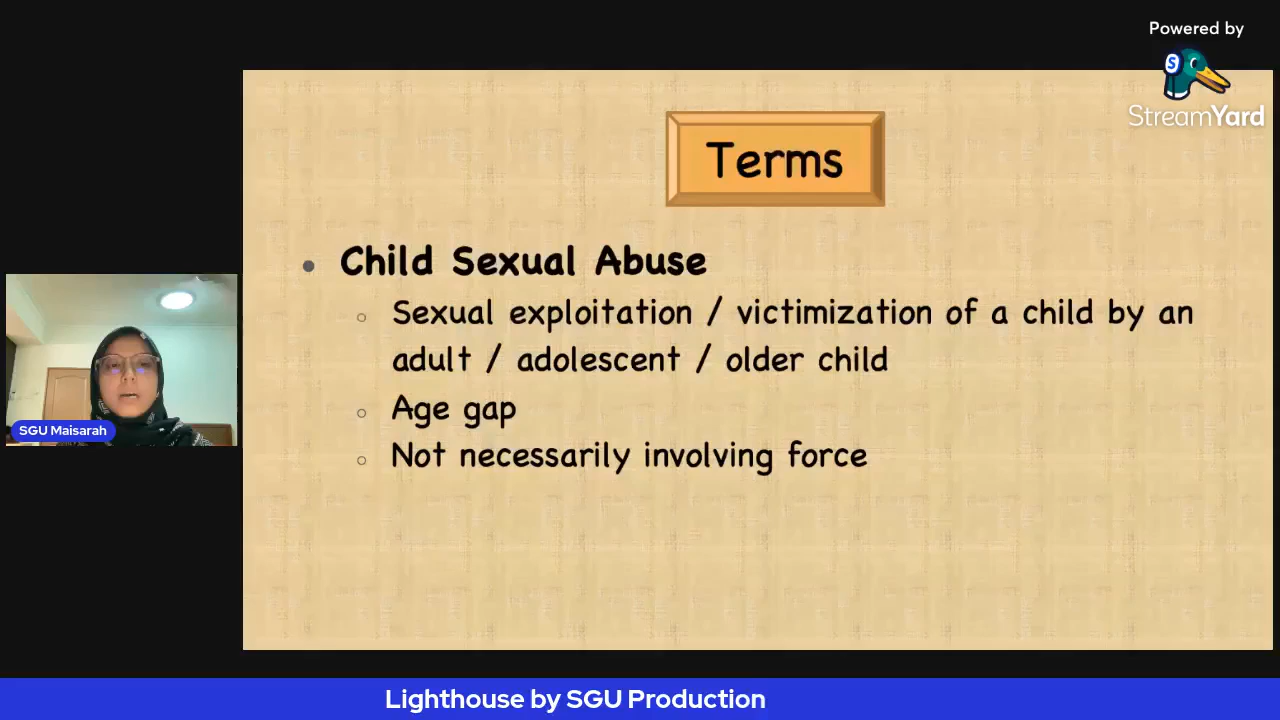 Powered by
StreamYard
Terms
Child Sexual Abuse
Sexual exploitation / victimization of a child by an
adult / adolescent / older child
Age gap
Not necessarily involving force
SGU Maisarah
Lighthouse by SGU Production